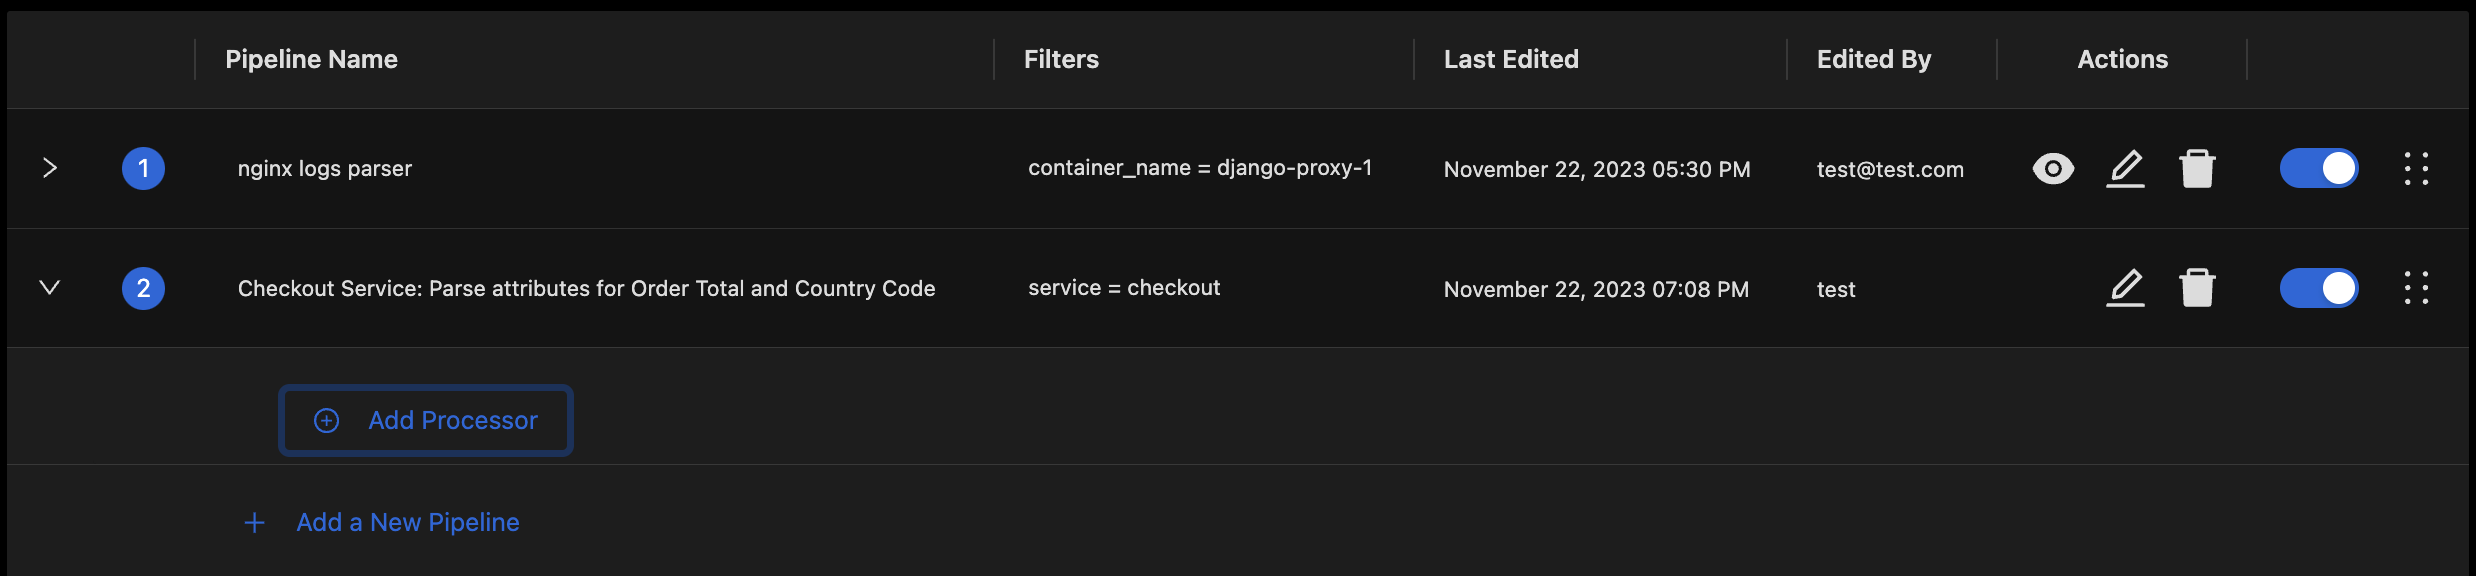 Pipeline Name Filters Last Edited Edited By Actions
1 nginx logs parser container_name = django-proxy-1 November 22, 2023 05:30 PM test@test.com
2 Checkout Service: Parse attributes for Order Total and Country Code service = checkout November 22, 2023 07:08 PM test
Add Processor
Add a New Pipeline